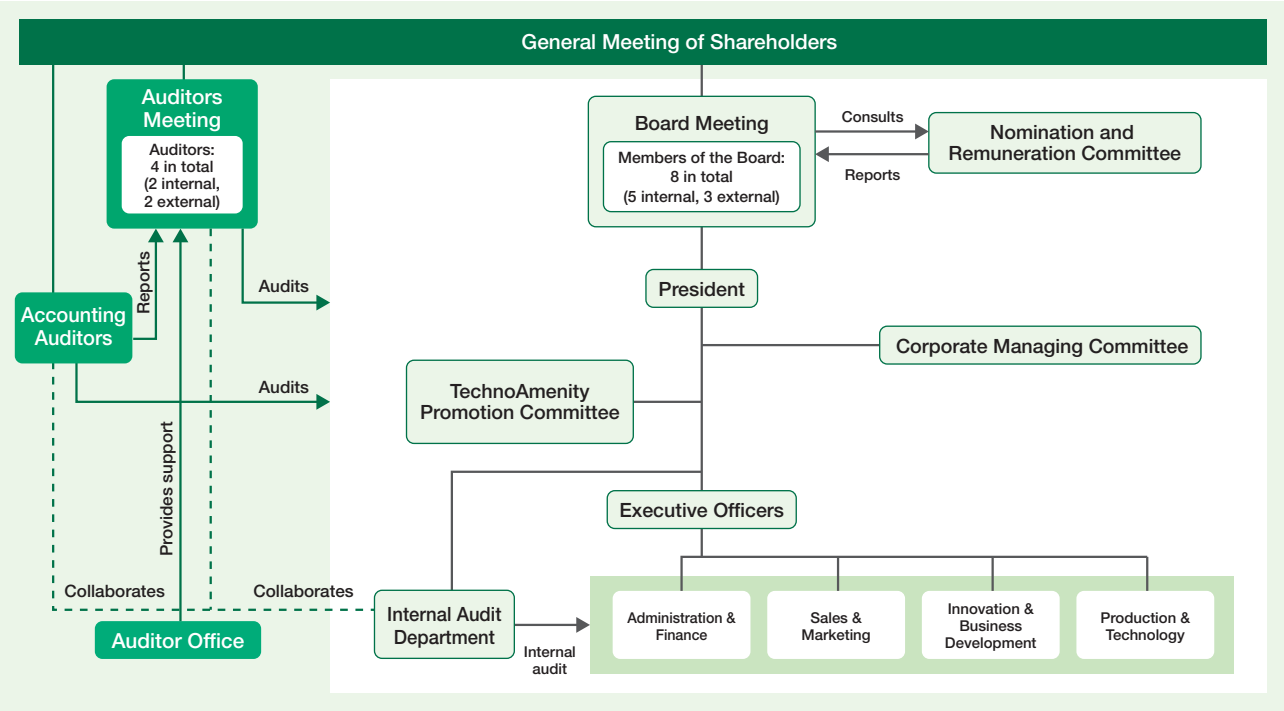 General Meeting of Shareholders
Auditors
Meeting
Auditors:
4 in total
(2 internal,
2 external)
Board Meeting
Members of the Board:
8 in total
(5 internal, 3 external)
Consults
Reports
Nomination and
Remuneration Committee
Reports
Audits
President
Accounting
Auditors
Corporate Managing Committee
Audits
TechnoAmenity
Promotion Committee
Provides support
Executive Officers
Collaborates
Collaborates
Internal Audit
Department
Auditor Office
Internal
audit
Administration &
Finance
Sales &
Marketing
Innovation &
Business
Development
Production &
Technology